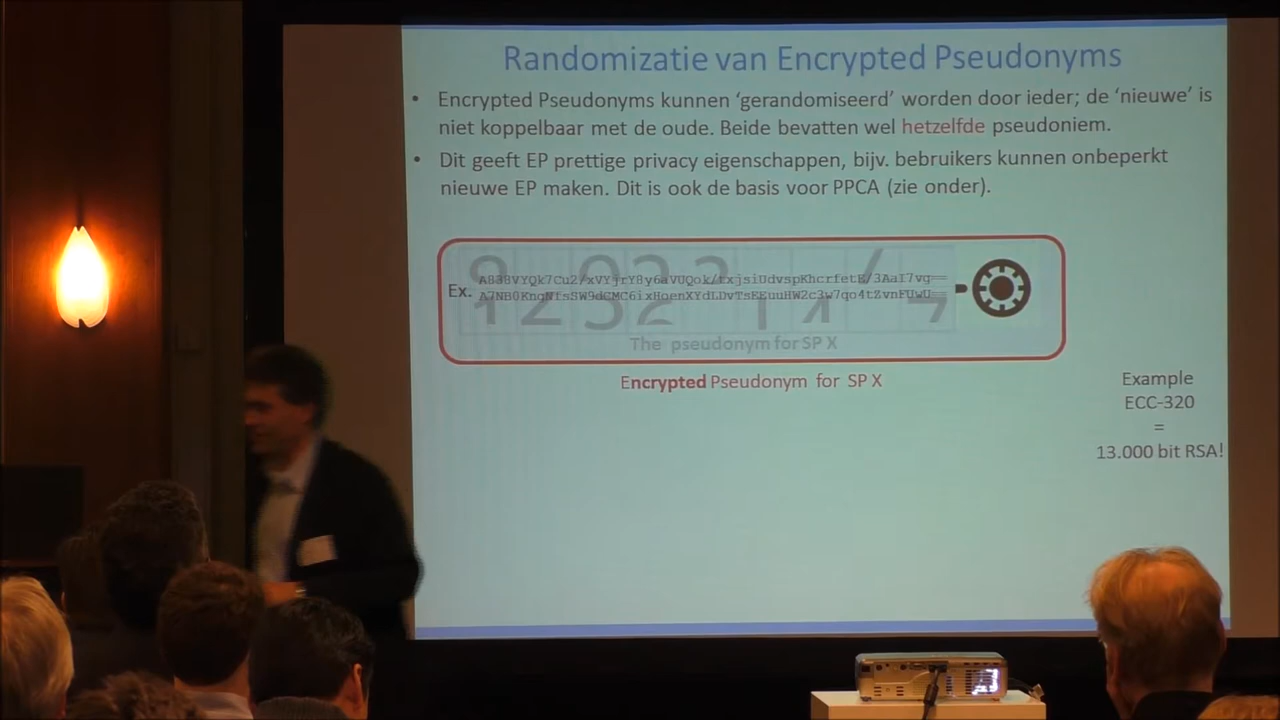 Randomizatie van Encrypted Pseudonyms
• Encrypted Pseudonyms kunnen 'gerandomiseerd' worden door ieder; de 'nieuwe' is
niet koppelbaar met de oude. Beide bevatten wel hetzelfde pseudoniem.
• Dit geeft EP prettige privacy eigenschappen, bijv. bebruikers kunnen onbeperkt
nieuwe EP maken. Dit is ook de basis voor PPCA (zie onder).
Ex.
The pseudonym for SP X
Encrypted Pseudonym for SP X
Example
ECC-320
=
13.000 bit RSA!